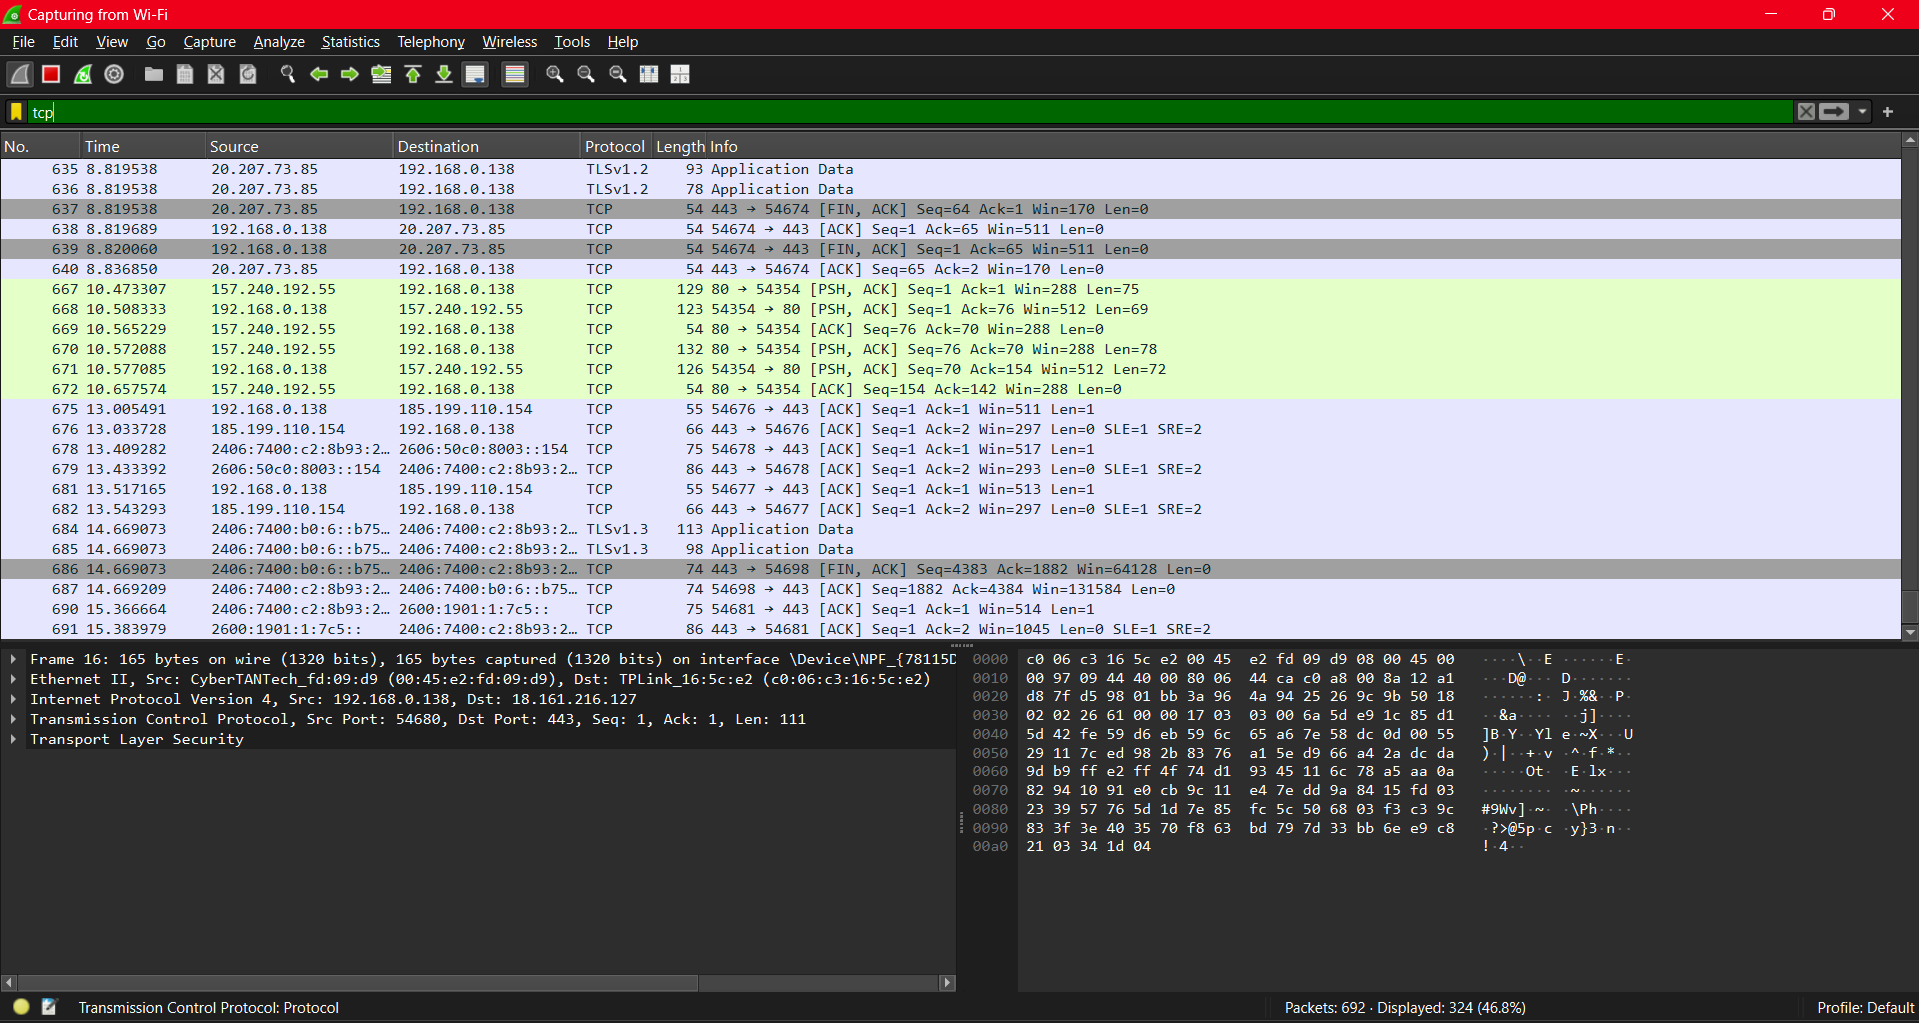 Capturing from Wi-Fi
File Edit View Go Capture Analyze Statistics Telephony Wireless Tools Help
tcp
No. Time Source Destination Protocol Length Info
635 8.819538 20.207.73.85 192.168.0.138 TLSv1.2 93 Application Data
636 8.819538 20.207.73.85 192.168.0.138 TLSv1.2 78 Application Data
637 8.819538 20.207.73.85 192.168.0.138 TCP 54 443 → 54674 [FIN, ACK] Seq=64 Ack=1 Win=170 Len=0
638 8.819689 192.168.0.138 20.207.73.85 TCP 54 54674 → 443 [ACK] Seq=1 Ack=65 Win=511 Len=0
639 8.820060 192.168.0.138 20.207.73.85 TCP 54 54674 → 443 [FIN, ACK] Seq=1 Ack=65 Win=511 Len=0
640 8.836850 20.207.73.85 192.168.0.138 TCP 54 443 → 54674 [ACK] Seq=65 Ack=2 Win=170 Len=0
667 10.473307 157.240.192.55 192.168.0.138 TCP 129 80 → 54354 [PSH, ACK] Seq=1 Ack=1 Win=288 Len=75
668 10.508333 192.168.0.138 157.240.192.55 TCP 123 54354 → 80 [PSH, ACK] Seq=1 Ack=76 Win=512 Len=69
669 10.565229 157.240.192.55 192.168.0.138 TCP 54 80 → 54354 [ACK] Seq=76 Ack=70 Win=288 Len=0
670 10.572088 157.240.192.55 192.168.0.138 TCP 132 80 → 54354 [PSH, ACK] Seq=76 Ack=70 Win=288 Len=78
671 10.577085 192.168.0.138 157.240.192.55 TCP 126 54354 → 80 [PSH, ACK] Seq=70 Ack=154 Win=512 Len=72
672 10.657574 157.240.192.55 192.168.0.138 TCP 54 80 → 54354 [ACK] Seq=154 Ack=142 Win=288 Len=0
675 13.005491 192.168.0.138 185.199.110.154 TCP 55 54676 → 443 [ACK] Seq=1 Ack=1 Win=511 Len=1
676 13.033728 185.199.110.154 192.168.0.138 TCP 66 443 → 54676 [ACK] Seq=1 Ack=2 Win=297 Len=0 SLE=1 SRE=2
678 13.409282 2406:7400:c2:8b93:2… 2606:50c0:8003::154 TCP 75 54678 → 443 [ACK] Seq=1 Ack=1 Win=517 Len=1
679 13.433392 2606:50c0:8003::154 2406:7400:c2:8b93:2… TCP 86 443 → 54678 [ACK] Seq=1 Ack=2 Win=293 Len=0 SLE=1 SRE=2
681 13.517165 192.168.0.138 185.199.110.154 TCP 55 54677 → 443 [ACK] Seq=1 Ack=1 Win=513 Len=1
682 13.543293 185.199.110.154 192.168.0.138 TCP 66 443 → 54677 [ACK] Seq=1 Ack=2 Win=297 Len=0 SLE=1 SRE=2
684 14.669073 2406:7400:b0:6::b75… 2406:7400:c2:8b93:2… TLSv1.3 113 Application Data
685 14.669073 2406:7400:b0:6::b75… 2406:7400:c2:8b93:2… TLSv1.3 98 Application Data
686 14.669073 2406:7400:b0:6::b75… 2406:7400:c2:8b93:2… TCP 74 443 → 54698 [FIN, ACK] Seq=4383 Ack=1882 Win=64128 Len=0
687 14.669209 2406:7400:c2:8b93:2… 2406:7400:b0:6::b75… TCP 74 54698 → 443 [ACK] Seq=1882 Ack=4384 Win=131584 Len=0
690 15.366664 2406:7400:c2:8b93:2… 2600:1901:1:7c5:: TCP 75 54681 → 443 [ACK] Seq=1 Ack=1 Win=514 Len=1
691 15.383979 2600:1901:1:7c5:: 2406:7400:c2:8b93:2… TCP 86 443 → 54681 [ACK] Seq=1 Ack=2 Win=1045 Len=0 SLE=1 SRE=2
Frame 16: 165 bytes on wire (1320 bits), 165 bytes captured (1320 bits) on interface \Device\NPF_{78115D
Ethernet II, Src: CyberTANTech_fd:09:d9 (00:45:e2:fd:09:d9), Dst: TPLink_16:5c:e2 (c0:06:c3:16:5c:e2)
Internet Protocol Version 4, Src: 192.168.0.138, Dst: 18.161.216.127
Transmission Control Protocol, Src Port: 54680, Dst Port: 443, Seq: 1, Ack: 1, Len: 111
Transport Layer Security
0000 c0 06 c3 16 5c e2 00 45 e2 fd 09 d9 08 00 45 00 ····\··E ······E·
0010 00 97 09 44 40 00 80 06 44 ca c0 a8 00 8a 12 a1 ···D@··· D·······
0020 d8 7f d5 98 01 bb 3a 96 4a 94 25 26 9c 9b 50 18 ······:· J·%&··P·
0030 02 02 26 61 00 00 17 03 03 00 6a 5d e9 1c 85 d1 ··&a···· ··j]····
0040 5d 42 fe 59 d6 eb 59 6c 65 a6 7e 58 dc 0d 00 55 ]B·Y··Yl e·~X···U
0050 29 11 7c ed 98 2b 83 76 a1 5e d9 66 a4 2a dc da )·|··+·v ·^·f·*··
0060 9d b9 ff e2 ff 4f 74 d1 93 45 11 6c 78 a5 aa 0a ·····Ot· ·E·lx···
0070 82 94 10 91 e0 cb 9c 11 e4 7e dd 9a 84 15 fd 03 ········ ·~······
0080 23 39 57 76 5d 1d 7e 85 fc 5c 50 68 03 f3 c3 9c #9Wv]·~· ·\Ph····
0090 83 3f 3e 40 35 70 f8 63 bd 79 7d 33 bb 6e e9 c8 ·?>@5p·c ·y}3·n··
00a0 21 03 34 1d 04 !·4··
Transmission Control Protocol: Protocol
Packets: 692 · Displayed: 324 (46.8%)
Profile: Default